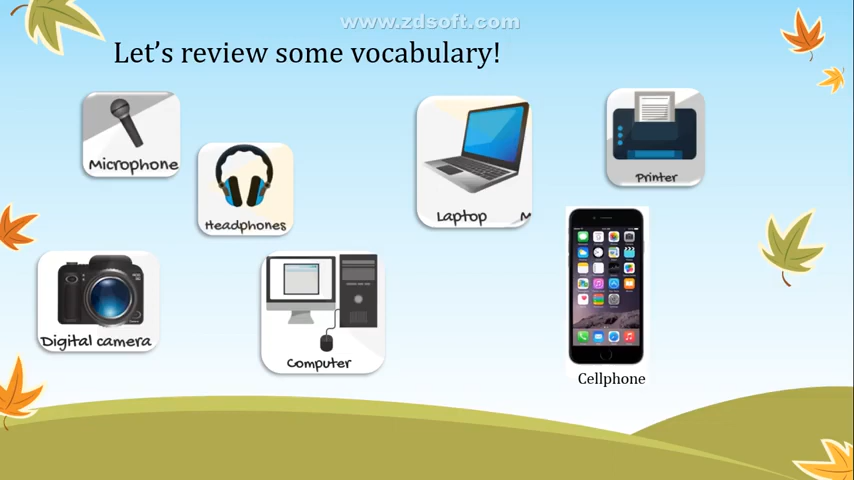 www.zdsoft.com
Let's review some vocabulary!
Microphone
Headphones
Laptop
M
Printer
Digital camera
Computer
Cellphone